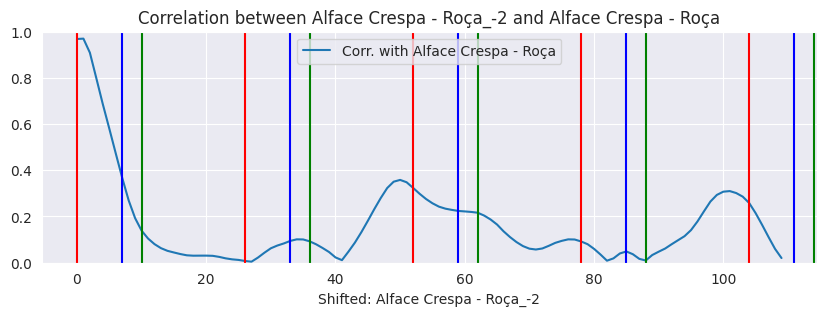 Correlation between Alface Crespa - Roça_-2 and Alface Crespa - Roça
Corr. with Alface Crespa - Roça
1.0
0.8
0.6
0.4
0.2
0.0
0 20 40 60 80 100
Shifted: Alface Crespa - Roça_-2